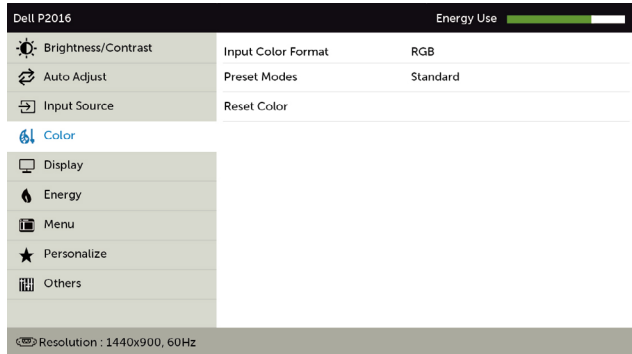 Dell P2016 Energy Use
Brightness/Contrast
Input Color Format RGB
Auto Adjust
Preset Modes Standard
Input Source
Reset Color
Color
Display
Energy
Menu
Personalize
Others
Resolution : 1440x900, 60Hz